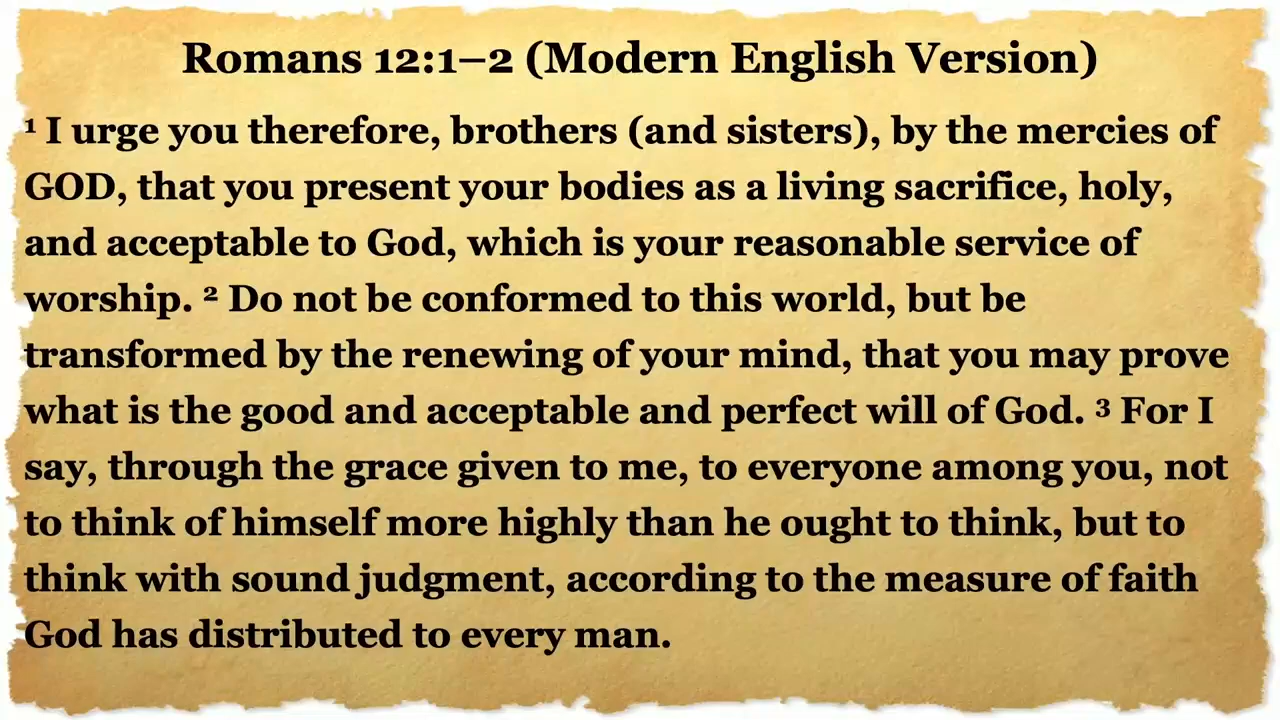 Romans 12:1–2 (Modern English Version)
¹ I urge you therefore, brothers (and sisters), by the mercies of
GOD, that you present your bodies as a living sacrifice, holy,
and acceptable to God, which is your reasonable service of
worship. ² Do not be conformed to this world, but be
transformed by the renewing of your mind, that you may prove
what is the good and acceptable and perfect will of God. ³ For I
say, through the grace given to me, to everyone among you, not
to think of himself more highly than he ought to think, but to
think with sound judgment, according to the measure of faith
God has distributed to every man.